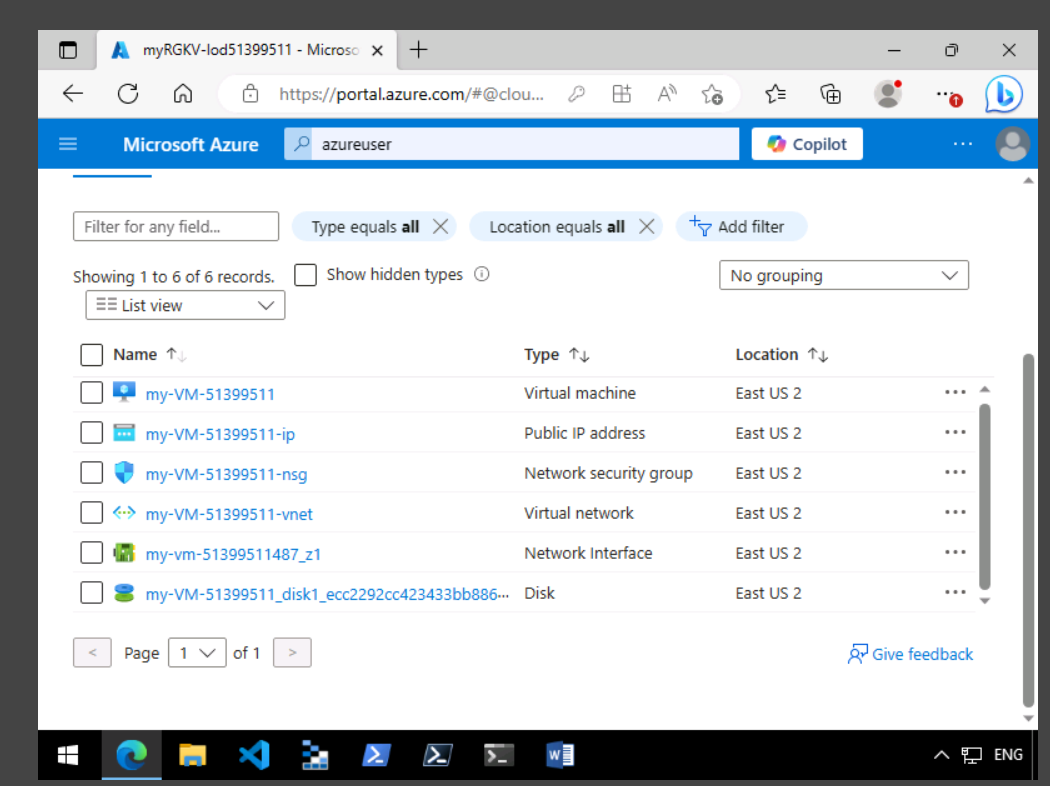 myRGKV-lod51399511 - Microso
https://portal.azure.com/#@clou...
Microsoft Azure
azureuser
Copilot
Filter for any field...
Type equals all
Location equals all
Add filter
Showing 1 to 6 of 6 records.
Show hidden types
No grouping
List view
Name Type Location
my-VM-51399511 Virtual machine East US 2
my-VM-51399511-ip Public IP address East US 2
my-VM-51399511-nsg Network security group East US 2
my-VM-51399511-vnet Virtual network East US 2
my-vm-51399511487_z1 Network Interface East US 2
my-VM-51399511_disk1_ecc2292cc423433bb886... Disk East US 2
< Page 1 of 1 >
Give feedback
ENG